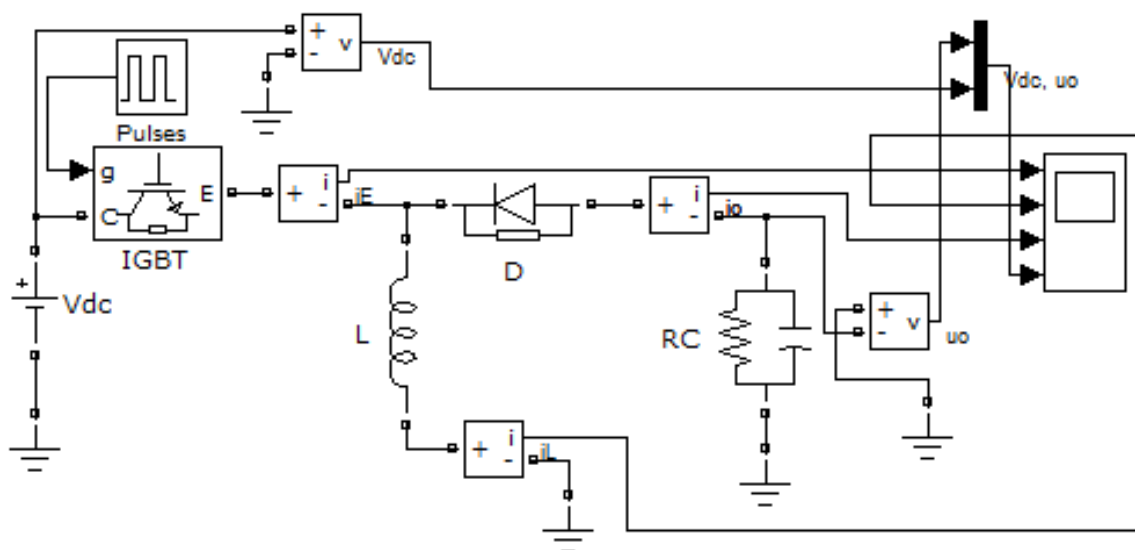 +
-
v
Vdc
Pulses
g
C
E
IGBT
+
i
-
iE
D
+
i
-
io
Vdc, uo
+
Vdc
L
RC
+
-
v
uo
+
i
-
iL